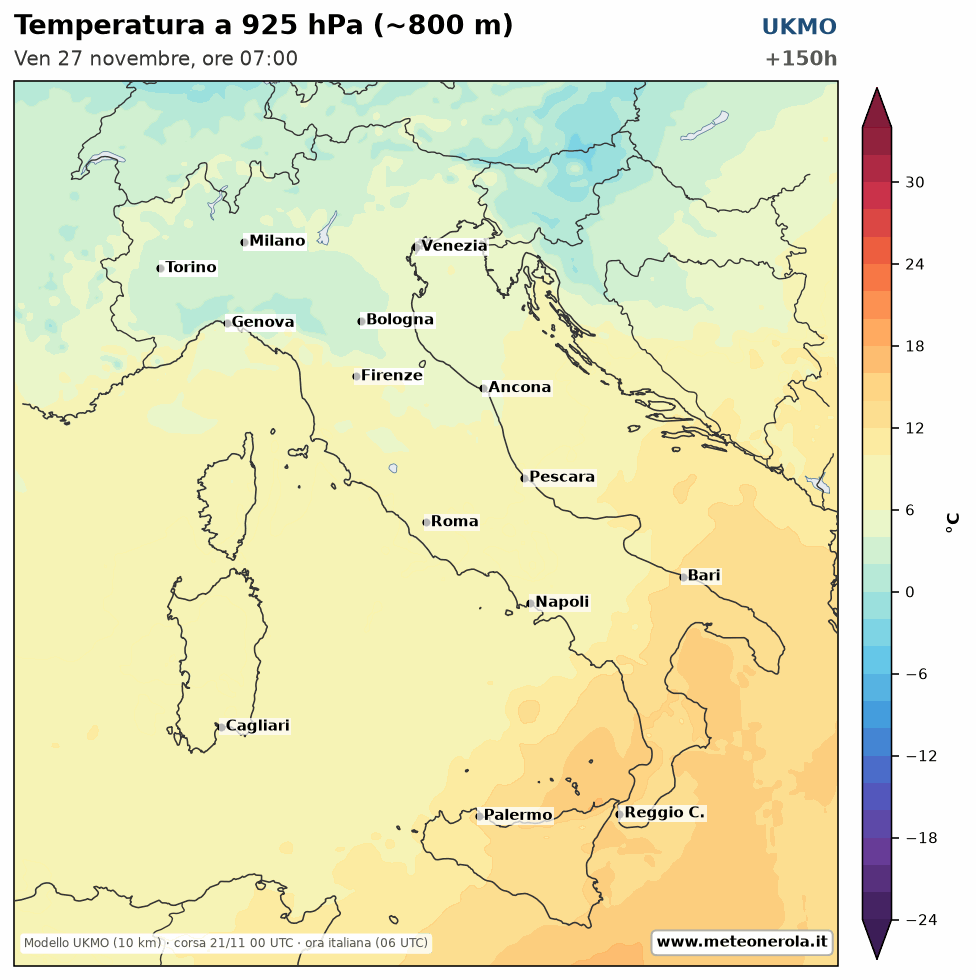 Temperatura a 925 hPa (~800 m)
UKMO
Ven 27 novembre, ore 07:00
+150h
Milano
Venezia
Torino
Genova
Bologna
Firenze
Ancona
Pescara
Roma
Bari
Napoli
Cagliari
Palermo
Reggio C.
30
24
18
12
6
0
−6
−12
−18
−24
°C
Modello UKMO (10 km) · corsa 21/11 00 UTC · ora italiana (06 UTC)
www.meteonerola.it